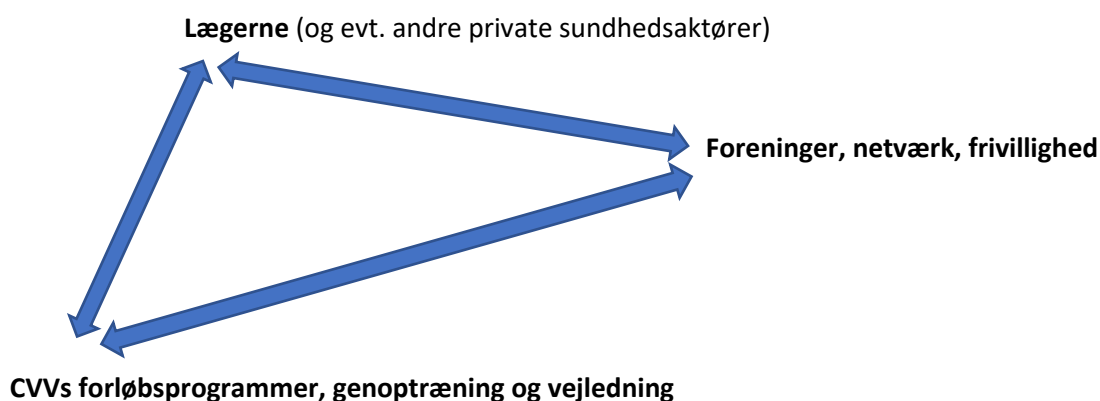 Lægerne (og evt. andre private sundhedsaktører)
Foreninger, netværk, frivillighed
CVVs forløbsprogrammer, genoptræning og vejledning